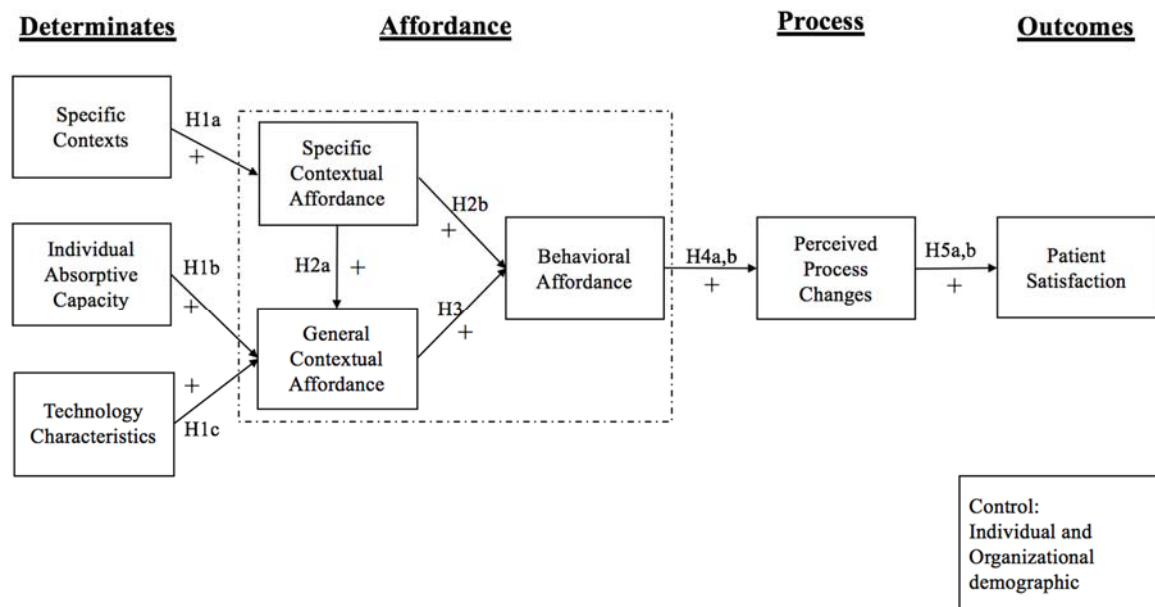 Determinates
Affordance
Process
Outcomes
Specific
Contexts
H1a
+
Specific
Contextual
Affordance
H2b
+
Individual
Absorptive
Capacity
H1b
+
H2a
+
Behavioral
Affordance
H4a,b
+
Perceived
Process
Changes
H5a,b
+
Patient
Satisfaction
General
Contextual
Affordance
H3
+
Technology
Characteristics
+
H1c
Control:
Individual and
Organizational
demographic